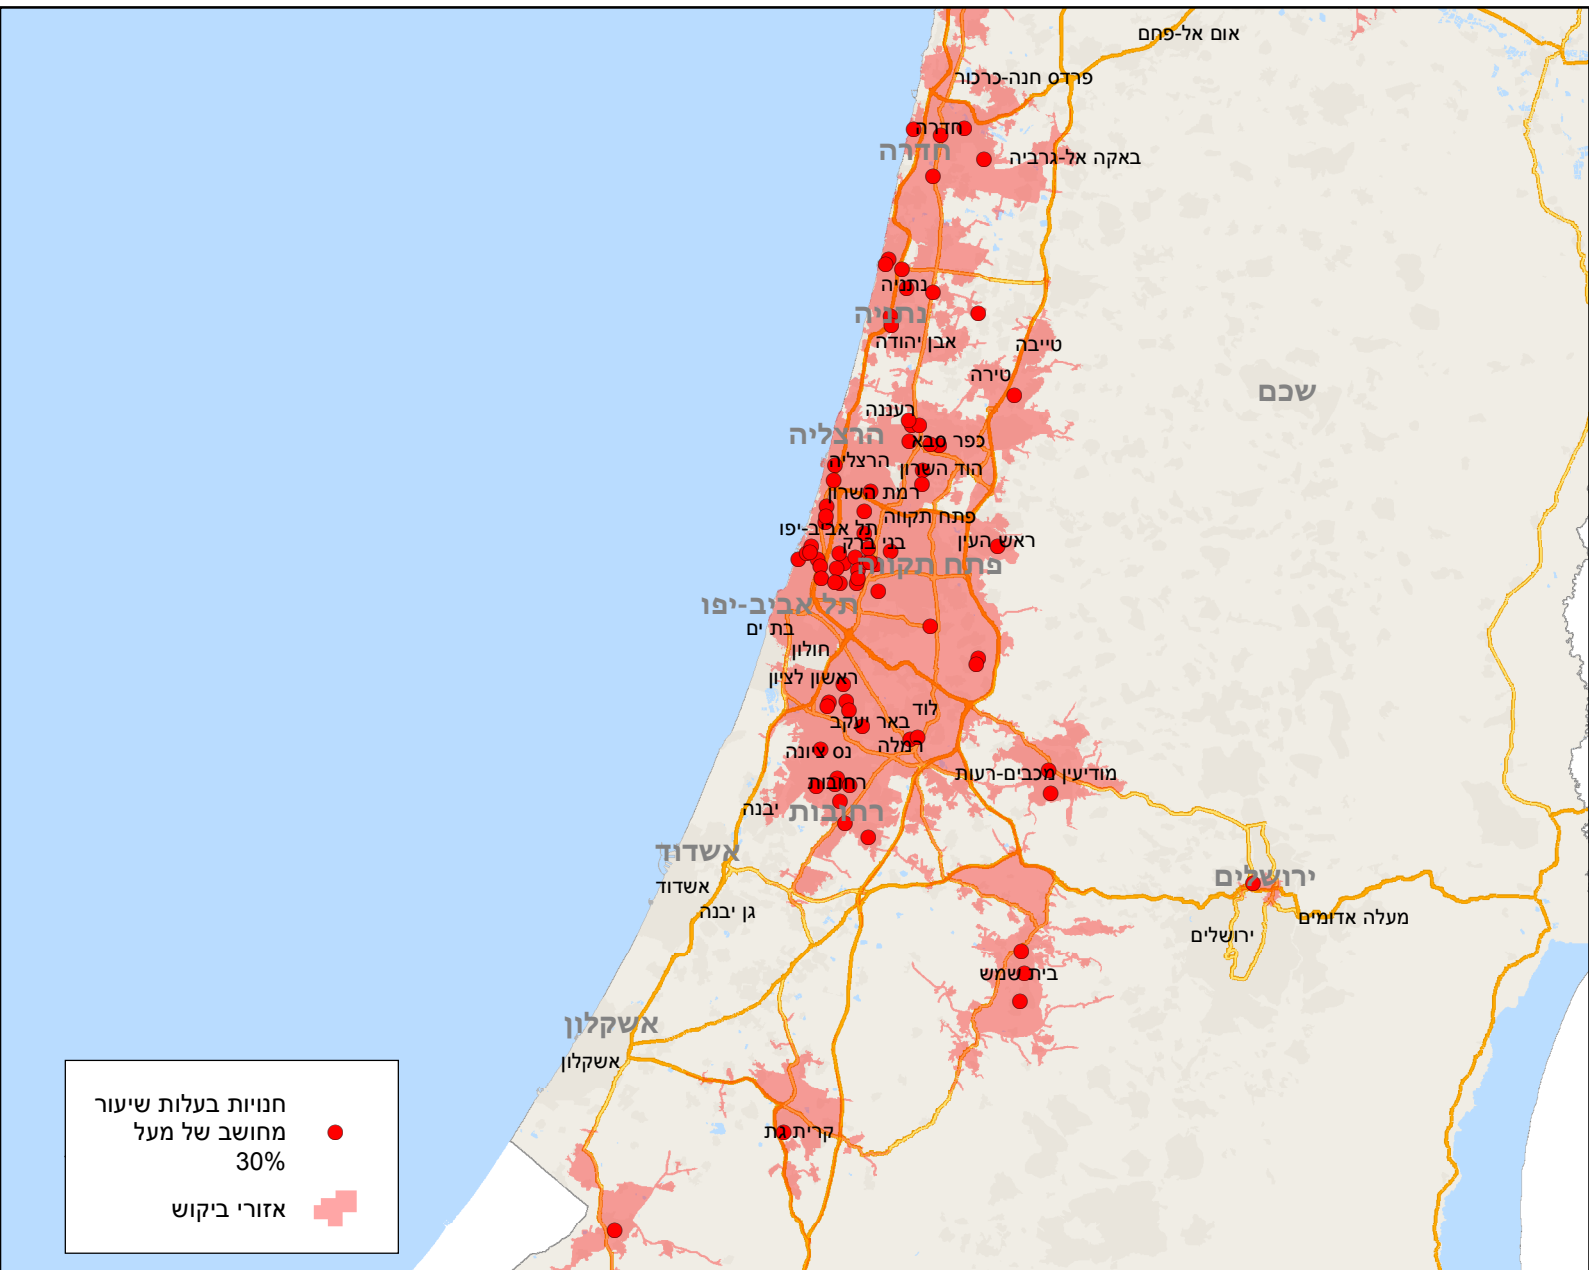 אום אל-פחם
פרדס חנה-כרכור
חדרה
חדרה
באקה אל-גרביה
נתניה
נתניה
אבן יהודה
טייבה
טירה
שכם
רעננה
הרצליה
כפר סבא
הרצליה
הוד השרון
רמת השרון
פתח תקווה
תל אביב-יפו
בני ברק
ראש העין
פתח תקווה
תל אביב-יפו
בת ים
חולון
ראשון לציון
לוד
באר יעקב
רמלה
נס ציונה
מודיעין מכבים-רעות
רחובות
יבנה
רחובות
אשדוד
ירושלים
אשדוד
גן יבנה
מעלה אדומים
ירושלים
בית שמש
אשקלון
אשקלון
קרית גת
חנויות בעלות שיעור
מחושב של מעל
30%
אזורי ביקוש